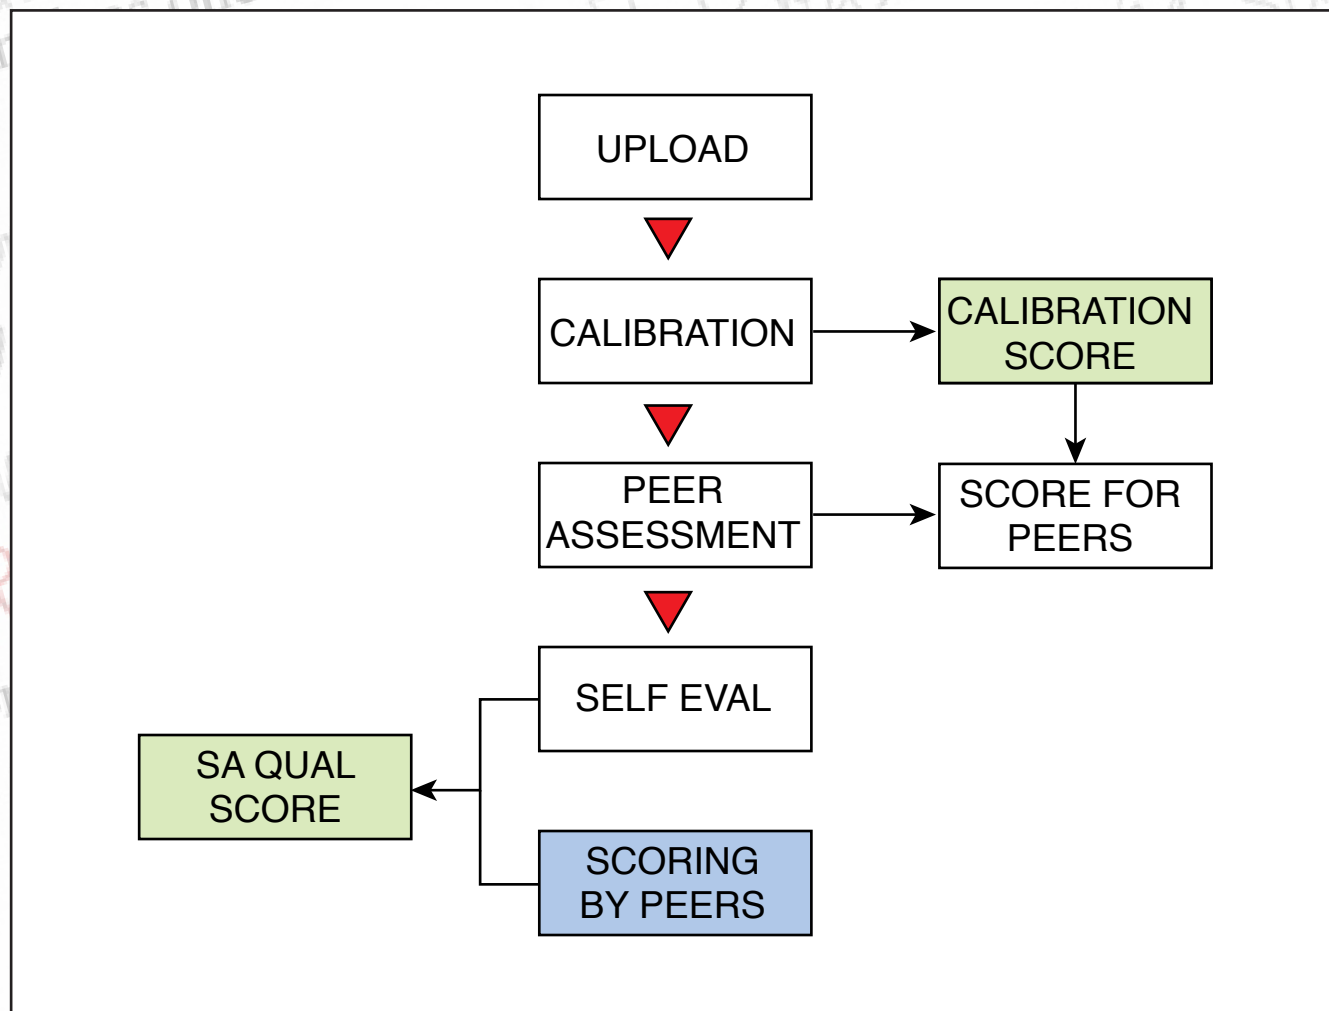 UPLOAD
CALIBRATION
CALIBRATION
SCORE
PEER
ASSESSMENT
SCORE FOR
PEERS
SELF EVAL
SA QUAL
SCORE
SCORING
BY PEERS